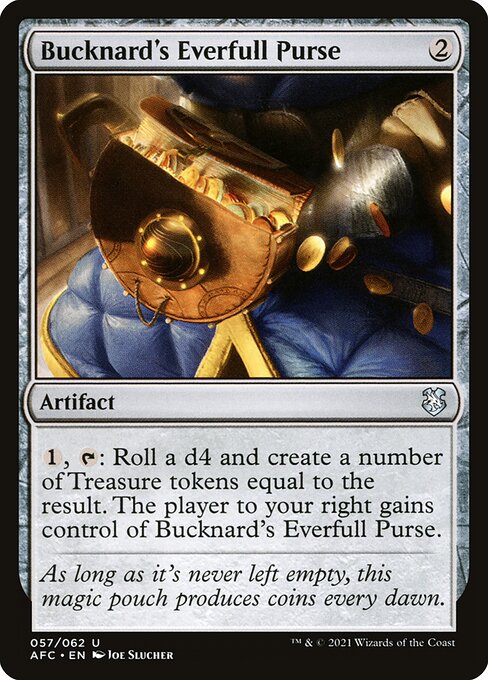 Bucknard's Everfull Purse 2
Artifact
1, T: Roll a d4 and create a number
of Treasure tokens equal to the
result. The player to your right gains
control of Bucknard's Everfull Purse.
As long as it's never left empty, this
magic pouch produces coins every dawn.
057/062 U
AFC • EN Joe Slucher
™ & © 2021 Wizards of the Coast